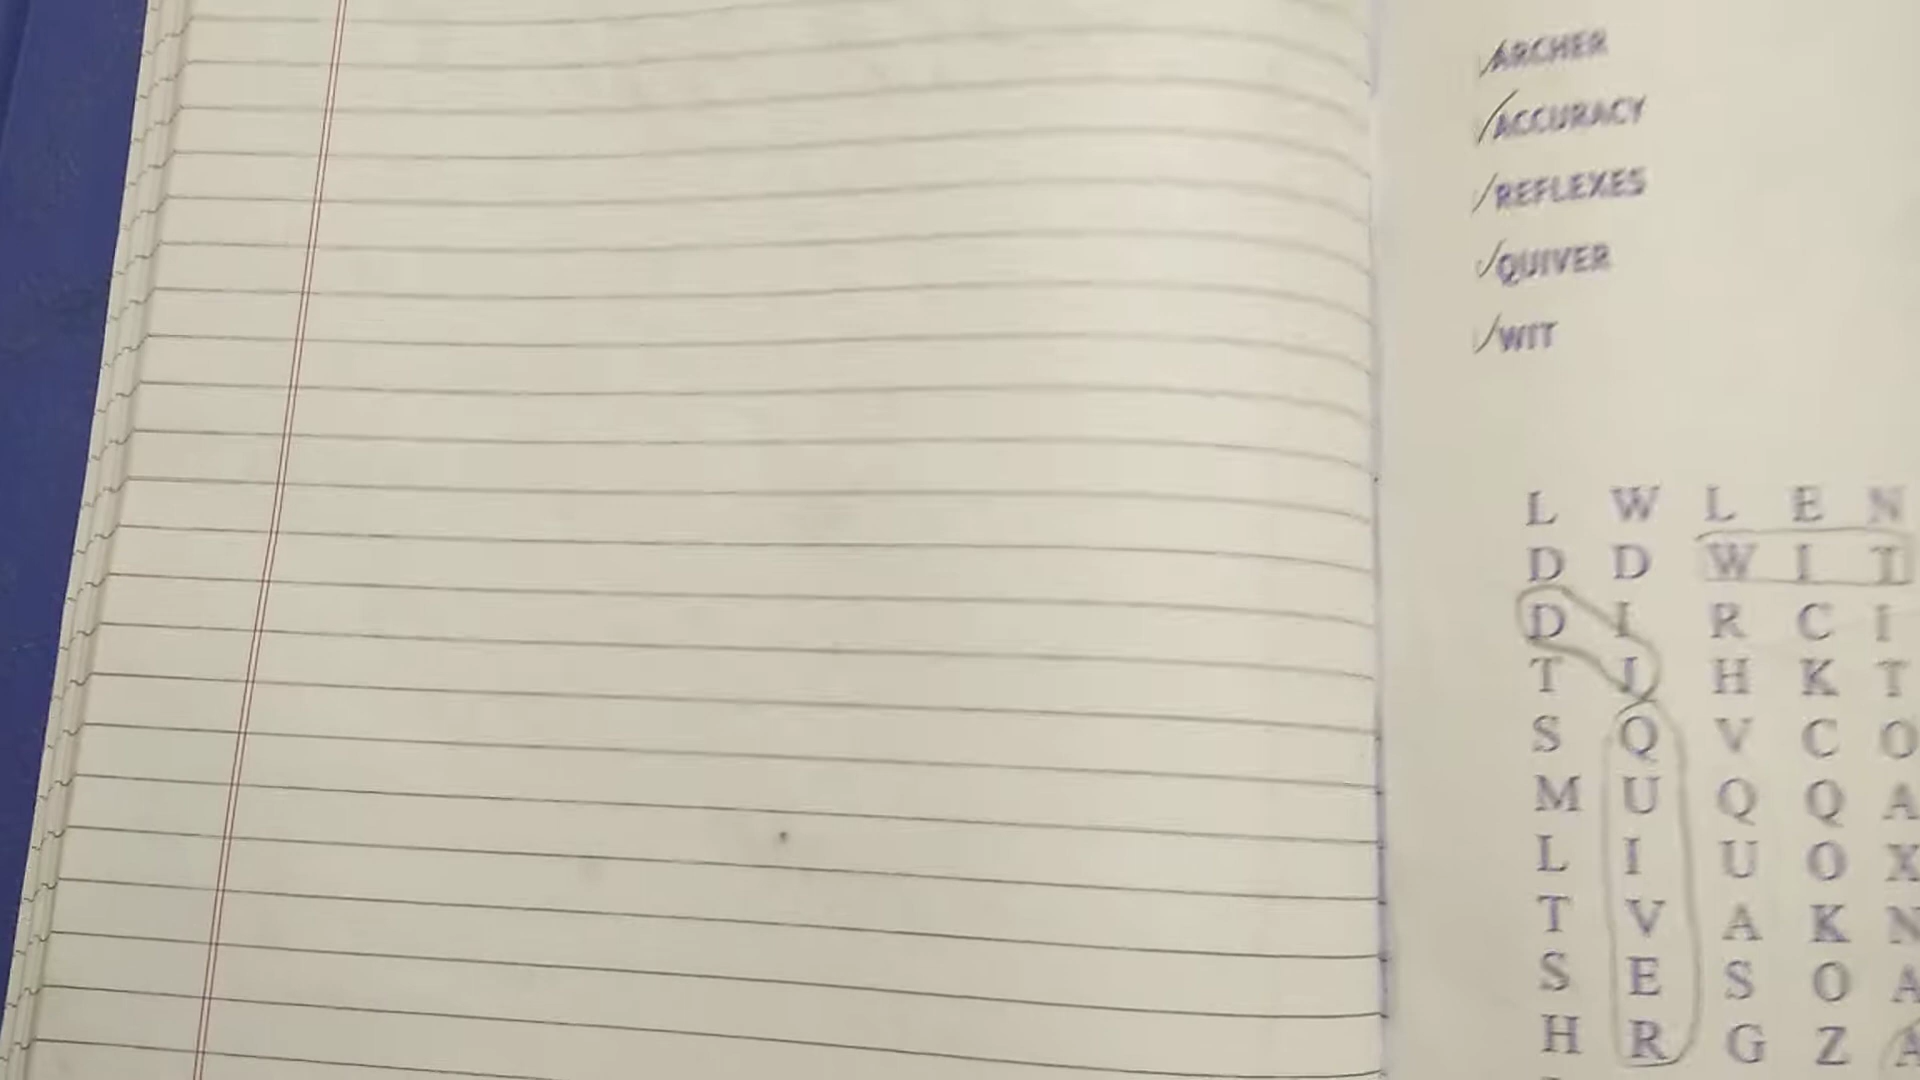 ARCHER
ACCURACY
REFLEXES
QUIVER
WIT
L W L E N
D D W I T
D I R C I
T I H K T
S Q V C O
M U Q Q A
L I U O X
T V A K N
S E S O A
H R G Z A